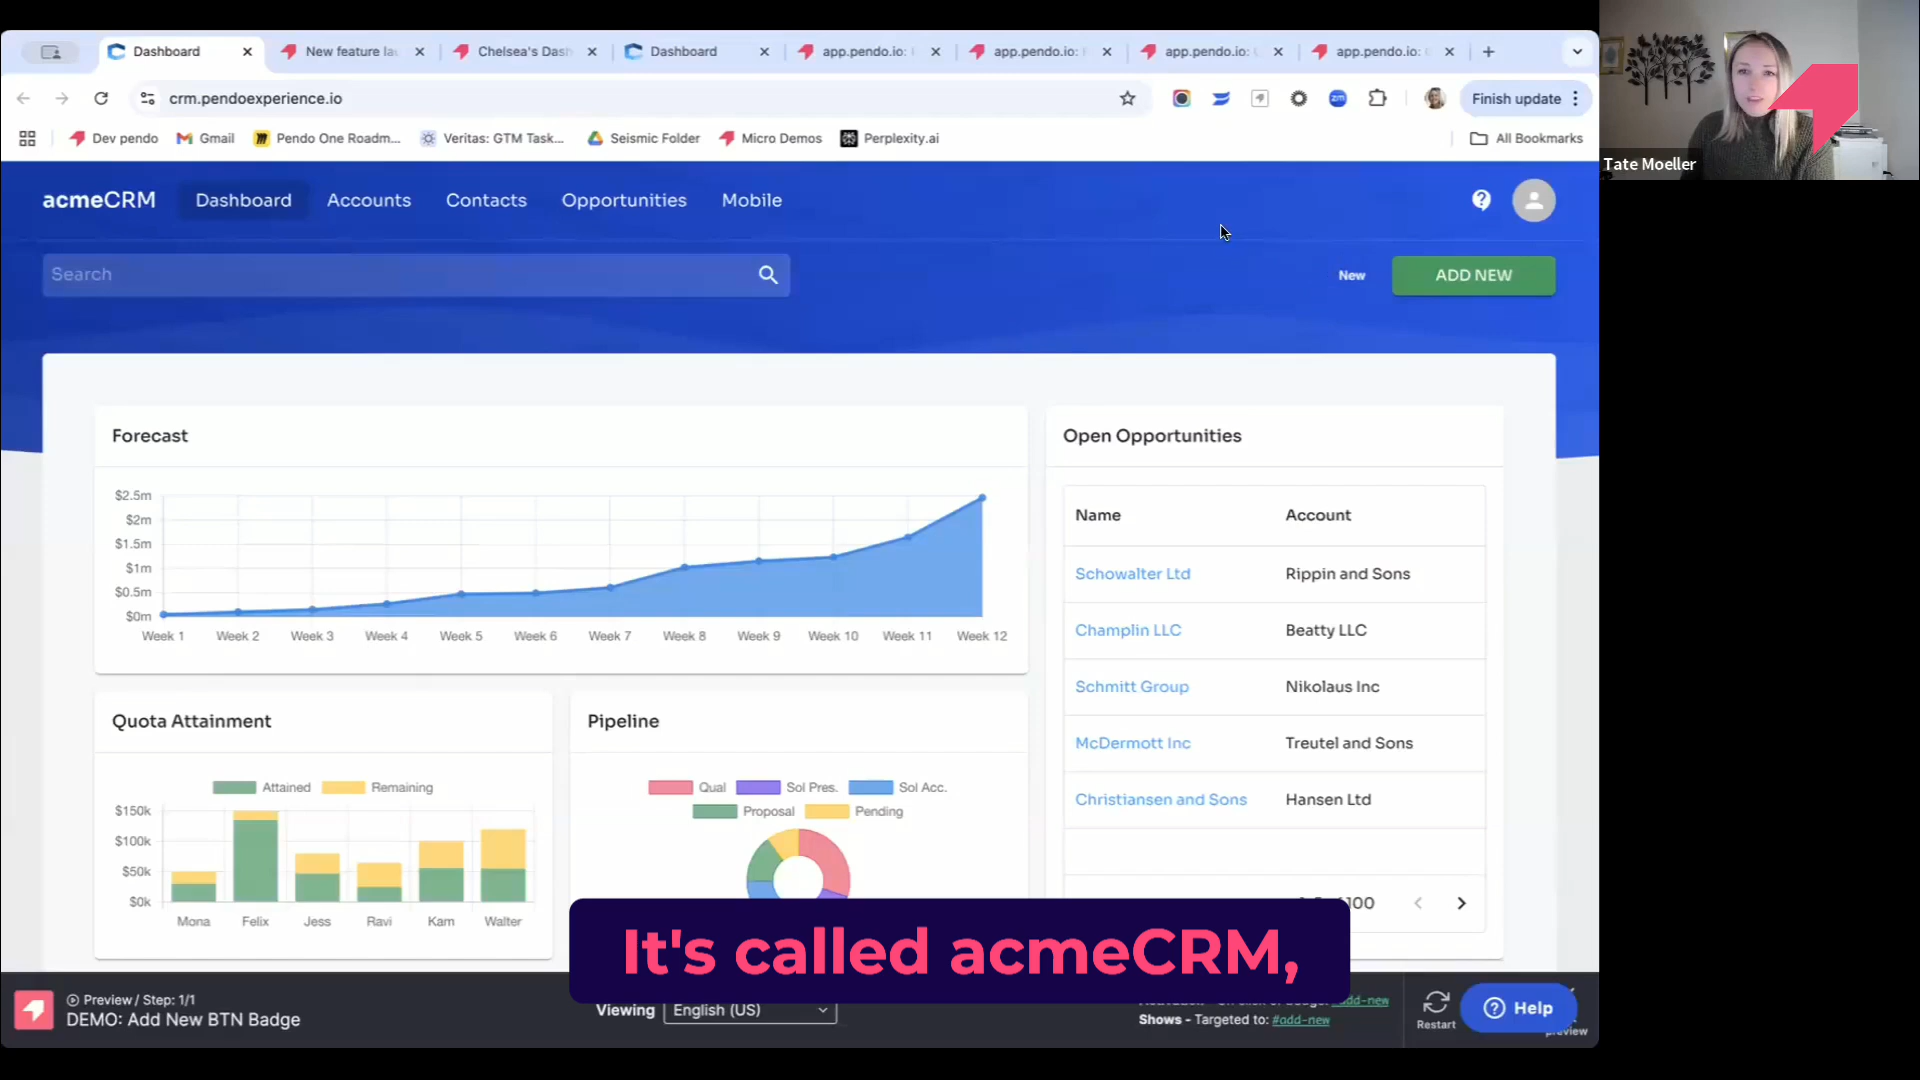 Dashboard
New feature la
Chelsea's Dash
Dashboard
app.pendo.io:
app.pendo.io:
app.pendo.io:
app.pendo.io:
crm.pendoexperience.io
Finish update
Dev pendo
Gmail
Pendo One Roadm...
Veritas: GTM Task...
Seismic Folder
Micro Demos
Perplexity.ai
All Bookmarks
Tate Moeller
acmeCRM
Dashboard
Accounts
Contacts
Opportunities
Mobile
Search
New
ADD NEW
Forecast
$2.5m
$2m
$1.5m
$1m
$0.5m
$0m
Week 1 Week 2 Week 3 Week 4 Week 5 Week 6 Week 7 Week 8 Week 9 Week 10 Week 11 Week 12
Open Opportunities
Name Account
Schowalter Ltd Rippin and Sons
Champlin LLC Beatty LLC
Schmitt Group Nikolaus Inc
McDermott Inc Treutel and Sons
Christiansen and Sons Hansen Ltd
100
Quota Attainment
Attained Remaining
$150k
$100k
$50k
$0k
Mona Felix Jess Ravi Kam Walter
Pipeline
Qual Sol Pres. Sol Acc.
Proposal Pending
It's called acmeCRM,
Preview / Step: 1/1
DEMO: Add New BTN Badge
Viewing
English (US)
add-new
Shows - Targeted to: #add-new
Restart
Help
preview